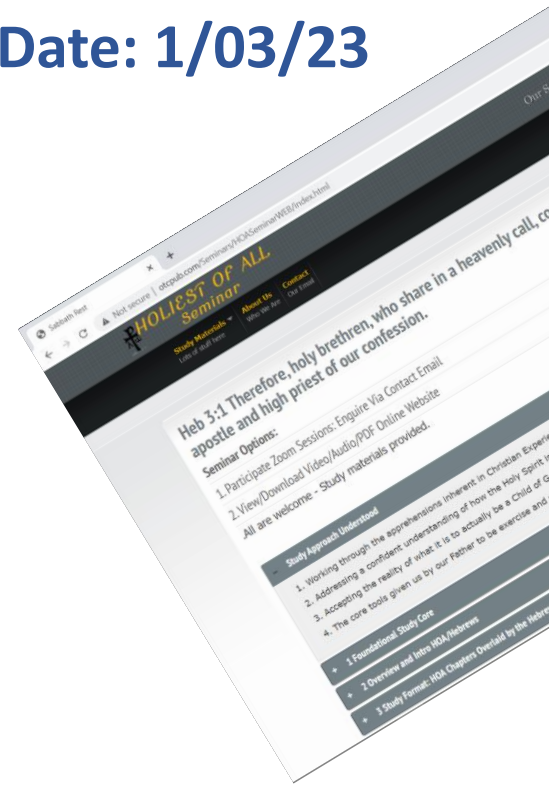 Date: 1/03/23
Our S
Sabbath Rest
Not secure | otcpub.com/Seminars/HOASeminarWEB/index.html
HOLIEST OF ALL
Seminar
Study Materials
Lots of stuff here
About Us
Who We Are
Contact
Our Email
Heb 3:1 Therefore, holy brethren, who share in a heavenly call, co
apostle and high priest of our confession.
Seminar Options:
1. Participate Zoom Sessions: Enquire Via Contact Email
2. View/Download Video/Audio/PDF Online Website
All are welcome - Study materials provided.
- Study Approach Understood
1. Working through the apprehensions inherent in Christian Experie
2. Addressing a confident understanding of how the Holy Spirit i
3. Accepting the reality of what it is to actually be a Child of G
4. The core tools given us by our Father to be exercise and
+ 1 Foundational Study Core
+ 2 Overview and Intro HOA/Hebrews
+ 3 Study Format: HOA Chapters Overlaid by the Hebre